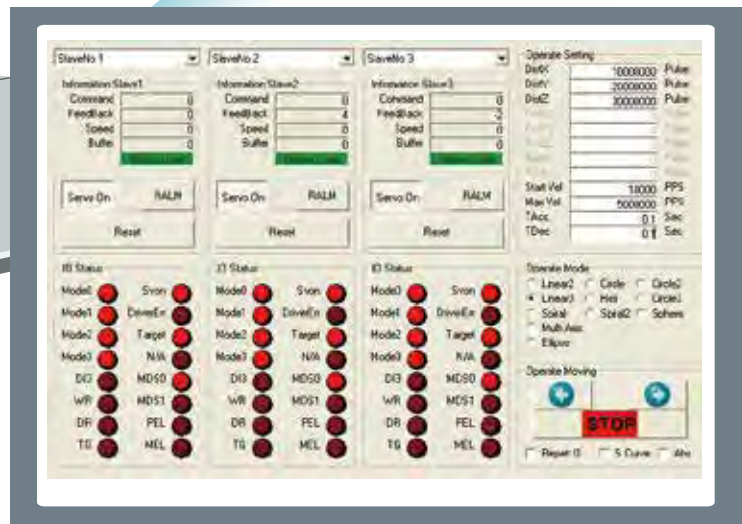 SlaveNo 1
Information Slave1
Command 0
FeedBack 0
Speed 0
Buffer 0
Servo On RALM
Reset
IO Status
Mode0 Svon
Mode1 DriverErr
Mode2 Target
Mode3 N/A
DI3 MDS0
WR MDS1
DR PEL
TG MEL
SlaveNo 2
Information Slave2
Command 0
FeedBack 4
Speed 0
Buffer 0
Servo On RALM
Reset
IO Status
Mode0 Svon
Mode1 DriverErr
Mode2 Target
Mode3 N/A
DI3 MDS0
WR MDS1
DR PEL
TG MEL
SlaveNo 3
Information Slave3
Command 0
FeedBack -2
Speed 0
Buffer 0
Servo On RALM
Reset
IO Status
Mode0 Svon
Mode1 DriverErr
Mode2 Target
Mode3 N/A
DI3 MDS0
WR MDS1
DR PEL
TG MEL
Operate Setting
DistX 10000000 Pulse
DistY 20000000 Pulse
DistZ 30000000 Pulse
Start Vel 10000 PPS
Max Vel 5000000 PPS
TAcc 0.1 Sec
TDec 0.1 Sec
Operate Mode
Linear2 Circle Circle2
Linear3 Heli Circle3
Spiral Spiral2 Sphere
Multi Axis
Ellipse
Operate Moving
STOP
Repeat S Curve Abs